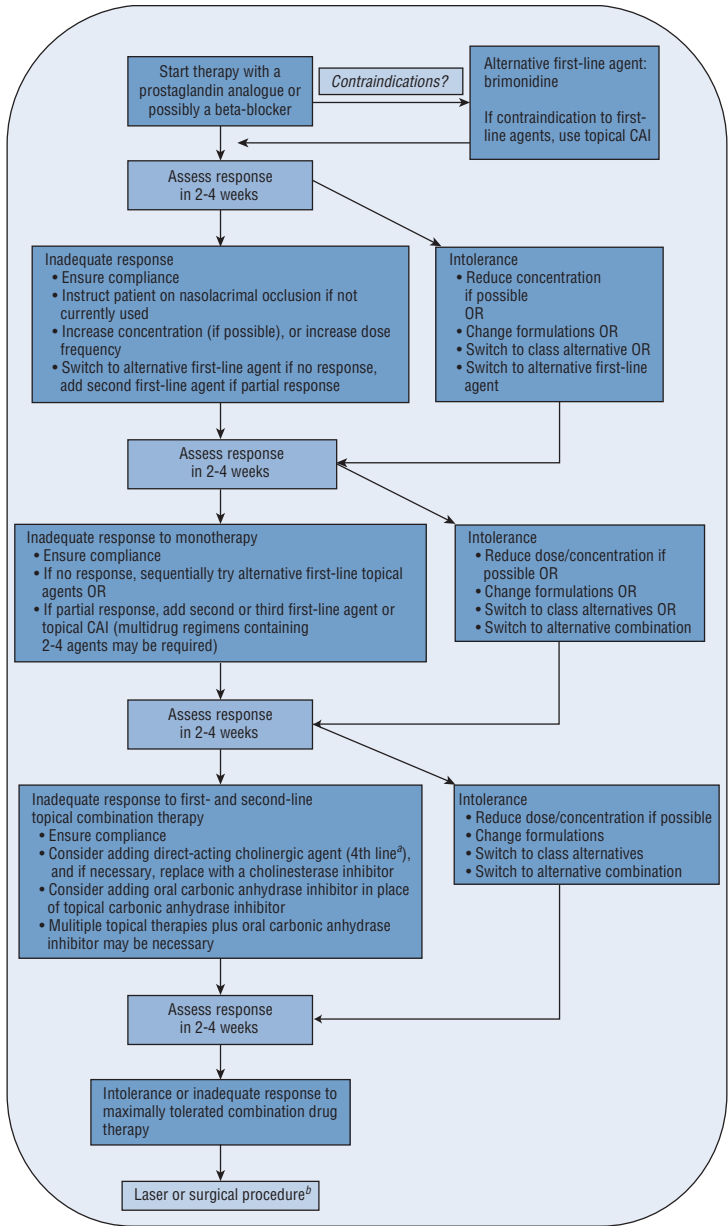 Start therapy with a
prostaglandin analogue or
possibly a beta-blocker
Contraindications?
Alternative first-line agent:
brimonidine
If contraindication to first-
line agents, use topical CAI
Assess response
in 2-4 weeks
Inadequate response
• Ensure compliance
• Instruct patient on nasolacrimal occlusion if not
currently used
• Increase concentration (if possible), or increase dose
frequency
• Switch to alternative first-line agent if no response,
add second first-line agent if partial response
Intolerance
• Reduce concentration
if possible
OR
• Change formulations OR
• Switch to class alternative OR
• Switch to alternative first-line
agent
Assess response
in 2-4 weeks
Inadequate response to monotherapy
• Ensure compliance
• If no response, sequentially try alternative first-line topical
agents OR
• If partial response, add second or third first-line agent or
topical CAI (multidrug regimens containing
2-4 agents may be required)
Intolerance
• Reduce dose/concentration if
possible OR
• Change formulations OR
• Switch to class alternatives OR
• Switch to alternative combination
Assess response
in 2-4 weeks
Inadequate response to first- and second-line
topical combination therapy
• Ensure compliance
• Consider adding direct-acting cholinergic agent (4th line^a),
and if necessary, replace with a cholinesterase inhibitor
• Consider adding oral carbonic anhydrase inhibitor in place
of topical carbonic anhydrase inhibitor
• Mulitiple topical therapies plus oral carbonic anhydrase
inhibitor may be necessary
Intolerance
• Reduce dose/concentration if possible
• Change formulations
• Switch to class alternatives
• Switch to alternative combination
Assess response
in 2-4 weeks
Intolerance or inadequate response to
maximally tolerated combination drug
therapy
Laser or surgical procedure^b